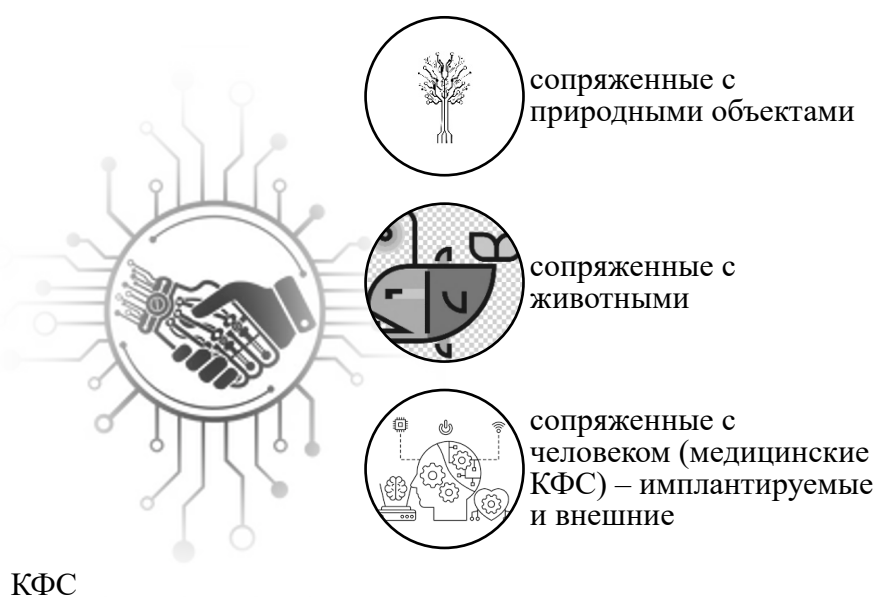 сопряженные с
природными объектами
сопряженные с
животными
сопряженные с
человеком (медицинские
КФС) – имплантируемые
и внешние
КФС